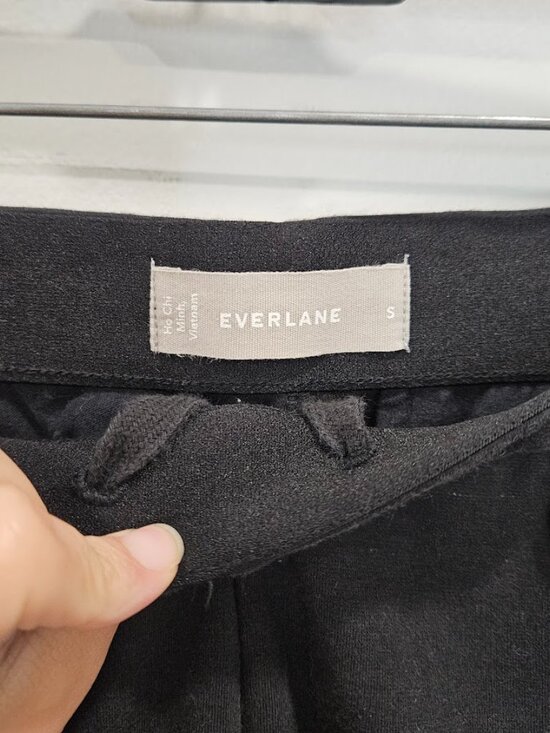 Ho Chi
Minh,
Vietnam
EVERLANE
S